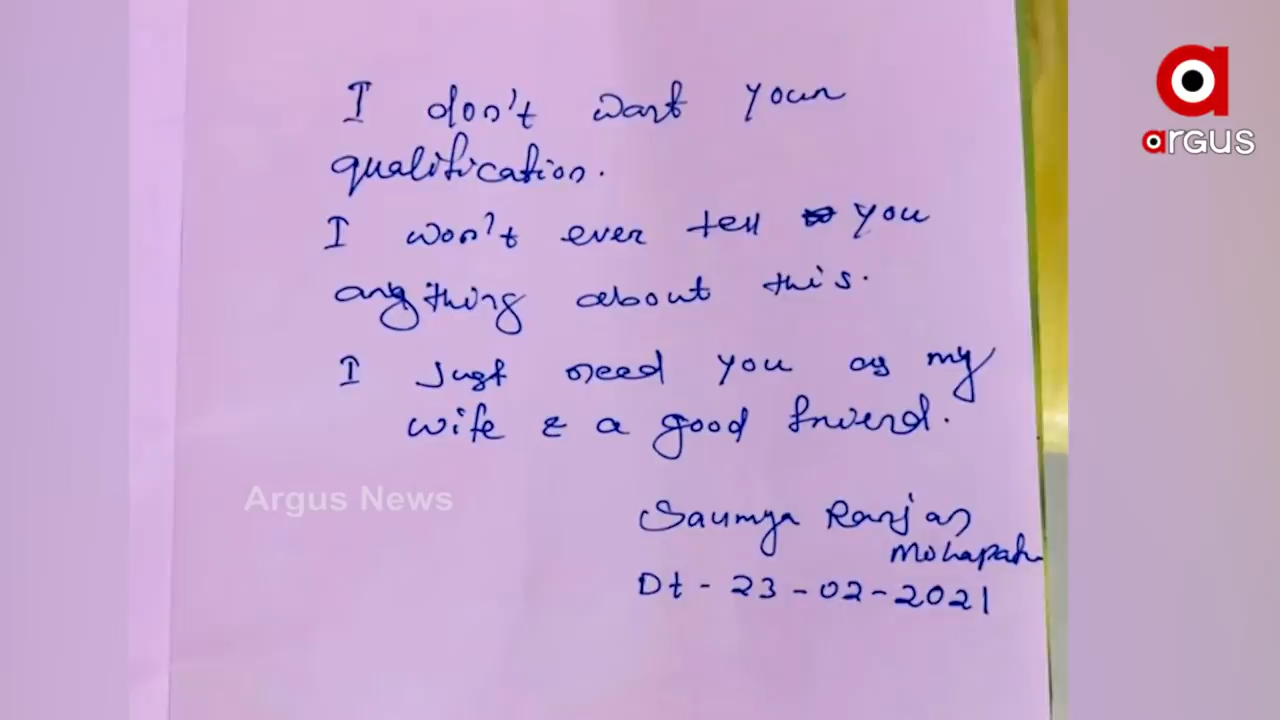 I don't want your
qualification.
I won't ever tell you
anything about this.
I just need you as my
wife & a good friend.
Saumya Ranjan
Mohapatra
Dt - 23-02-2021
Argus News
argus